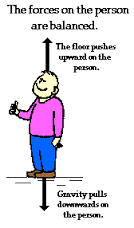 The forces on the person
are balanced.
The floor pushes
upward on the
person.
Gravity pulls
downwards on
the person.